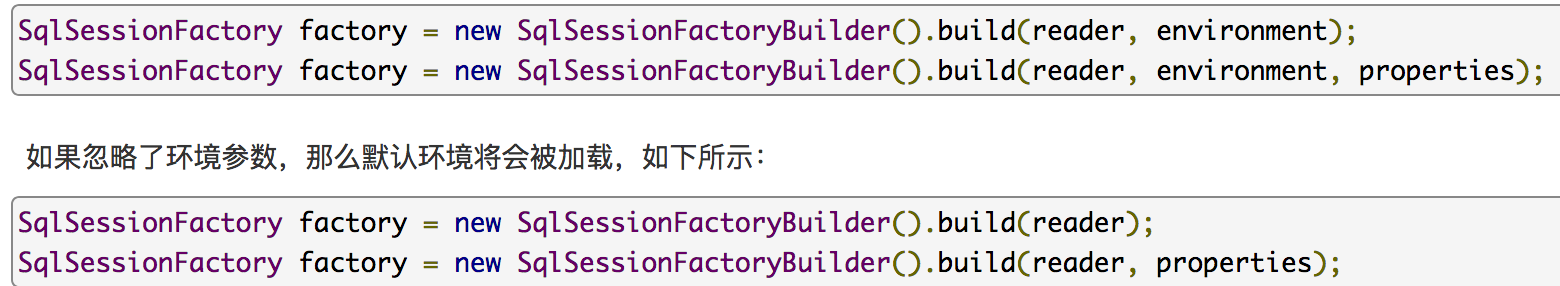 SqlSessionFactory factory = new SqlSessionFactoryBuilder().build(reader, environment);
SqlSessionFactory factory = new SqlSessionFactoryBuilder().build(reader, environment, properties);
如果忽略了环境参数，那么默认环境将会被加载，如下所示：
SqlSessionFactory factory = new SqlSessionFactoryBuilder().build(reader);
SqlSessionFactory factory = new SqlSessionFactoryBuilder().build(reader, properties);